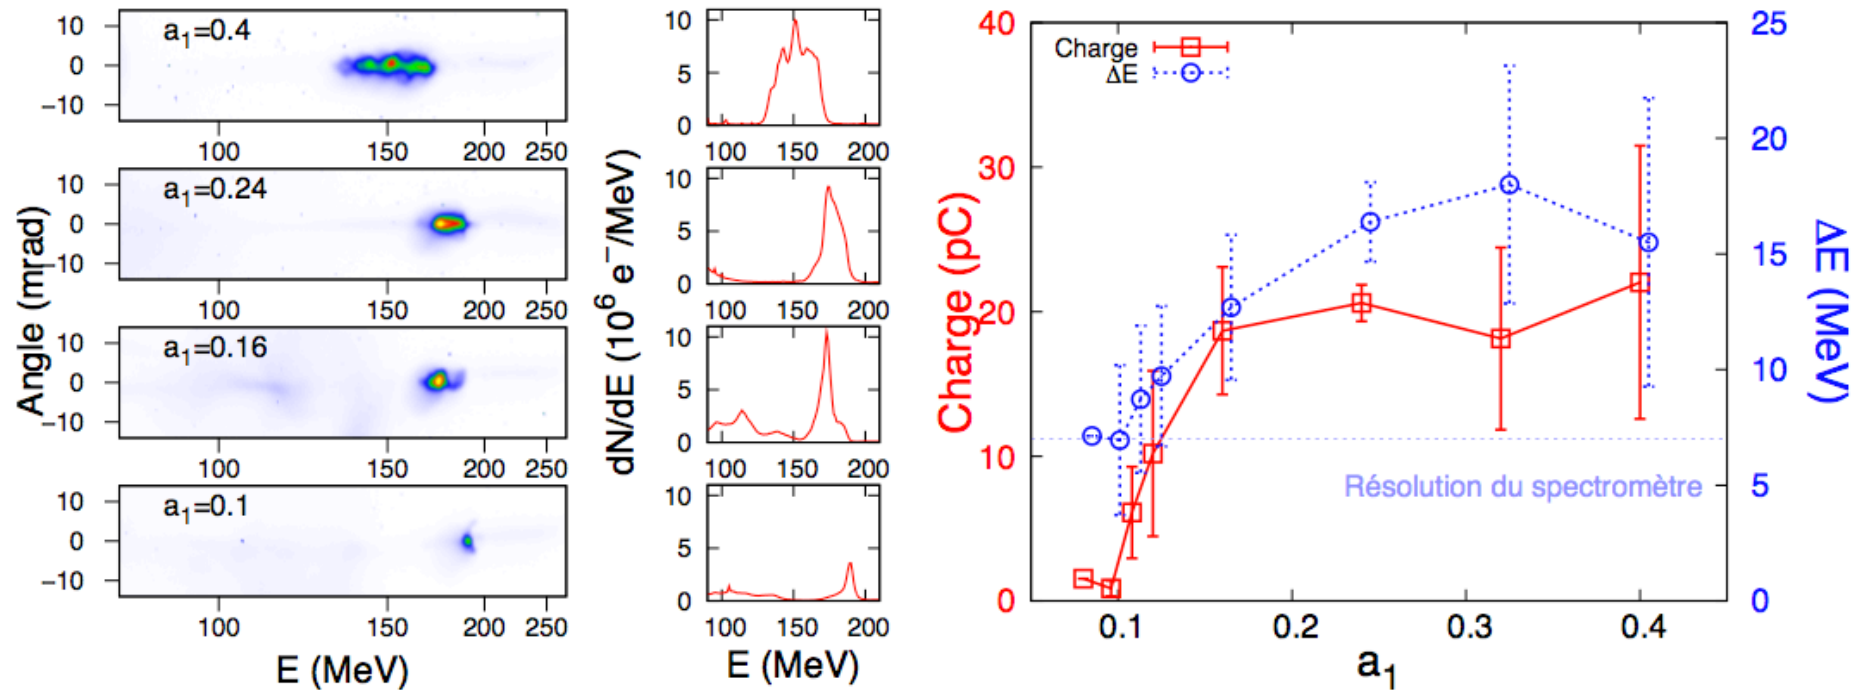 Angle (mrad)
a1=0.4
10
0
−10
100 150 200 250
a1=0.24
10
0
−10
100 150 200 250
a1=0.16
10
0
−10
100 150 200 250
a1=0.1
10
0
−10
100 150 200 250
E (MeV)
dN/dE (10^6 e^−/MeV)
10
5
0
100 150 200
10
5
0
100 150 200
10
5
0
100 150 200
10
5
0
100 150 200
E (MeV)
Charge (pC)
40
30
20
10
0
Charge
ΔE
Résolution du spectromètre
0.1 0.2 0.3 0.4
a1
25
20
15
10
5
0
ΔE (MeV)